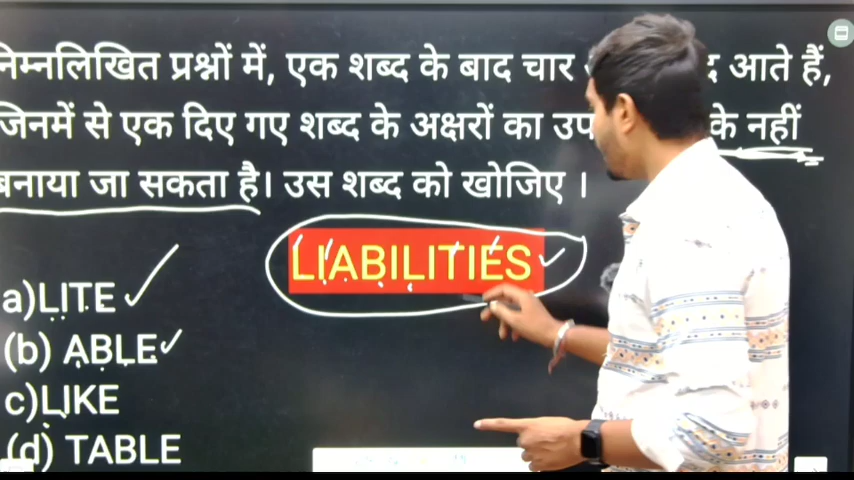 निम्नलिखित प्रश्नों में, एक शब्द के बाद चार आते हैं,
जिनमें से एक दिए गए शब्द के अक्षरों का के नहीं
बनाया जा सकता है। उस शब्द को खोजिए ।
LIABILITIES
a)LITE
(b) ABLE
c)LIKE
(d) TABLE